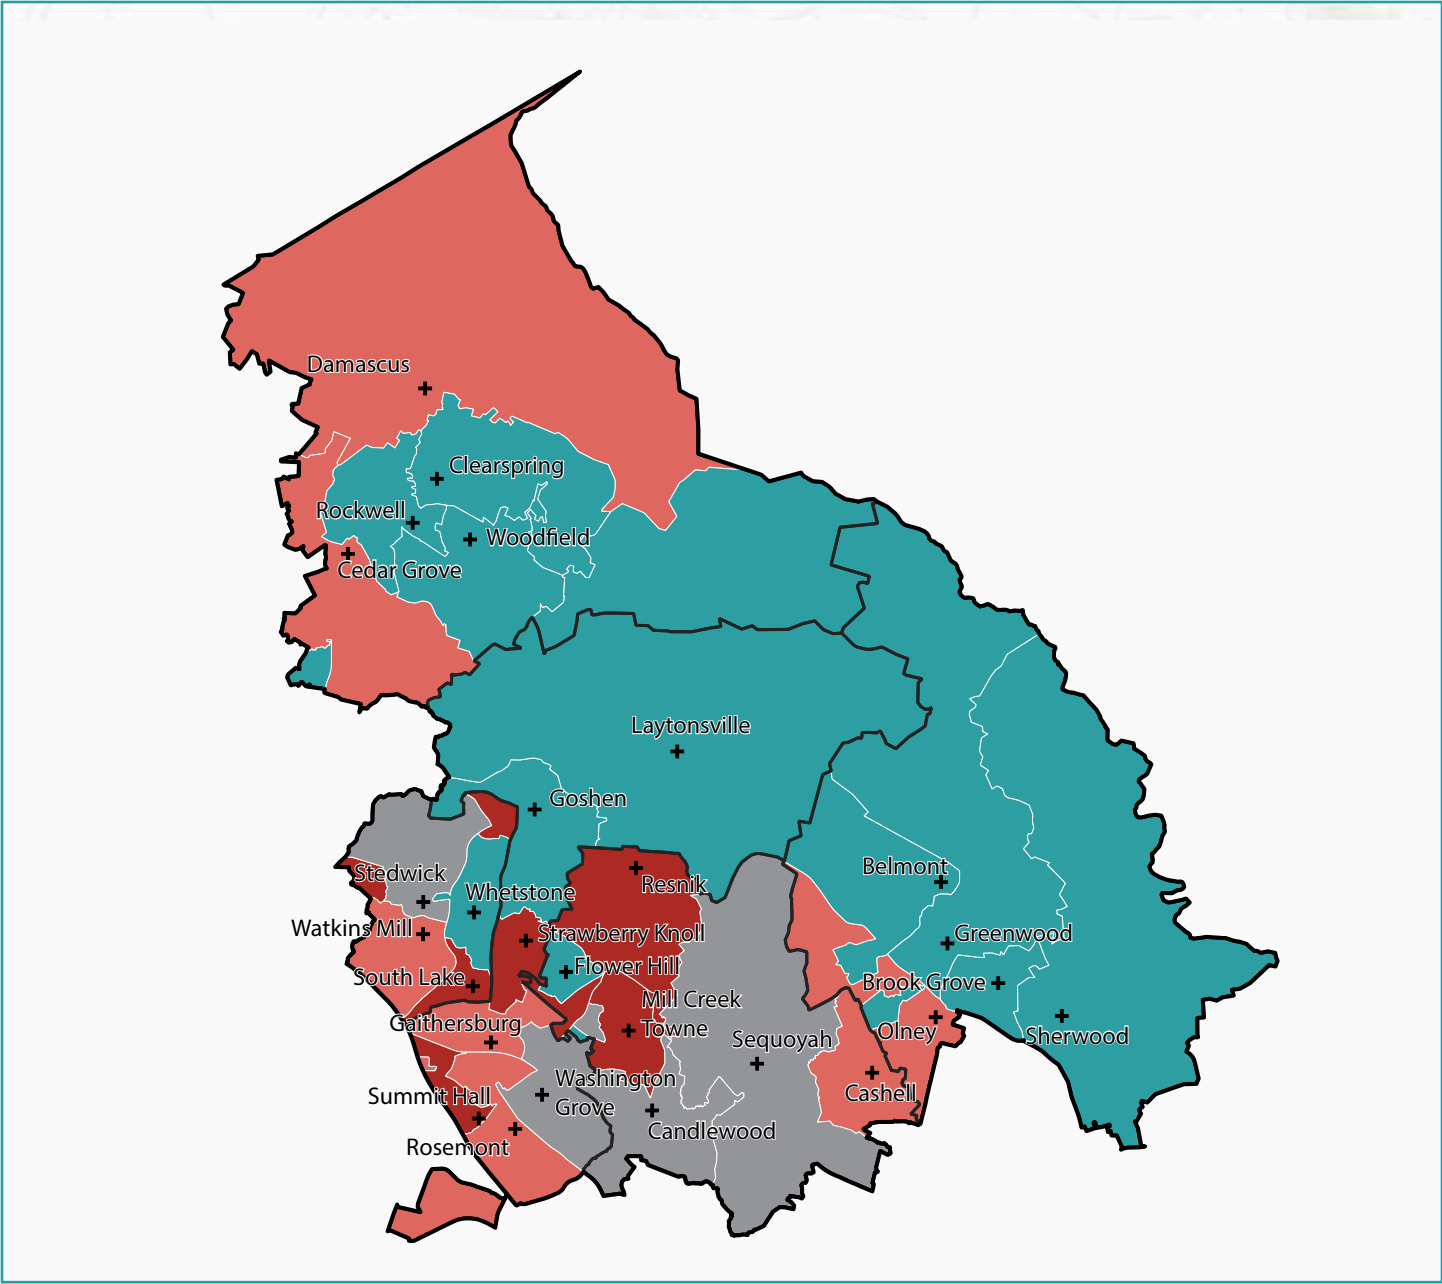 Damascus
Clearspring
Rockwell
Woodfield
Cedar Grove
Laytonsville
Goshen
Belmont
Stedwick
Resnik
Whetstone
Watkins Mill
Strawberry Knoll
Greenwood
Flower Hill
South Lake
Brook Grove
Mill Creek
Towne
Gaithersburg
Olney
Sherwood
Sequoyah
Washington
Grove
Cashell
Summit Hall
Candlewood
Rosemont